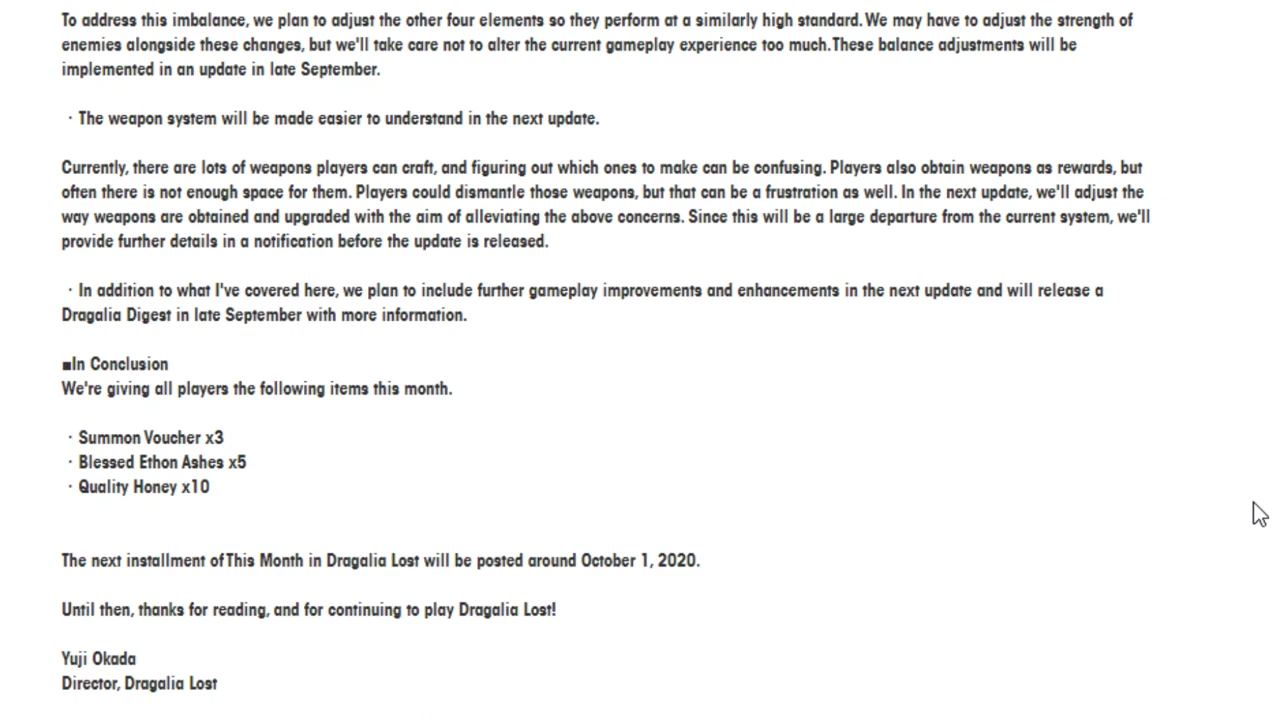 To address this imbalance, we plan to adjust the other four elements so they perform at a similarly high standard. We may have to adjust the strength of
enemies alongside these changes, but we'll take care not to alter the current gameplay experience too much. These balance adjustments will be
implemented in an update in late September.
· The weapon system will be made easier to understand in the next update.
Currently, there are lots of weapons players can craft, and figuring out which ones to make can be confusing. Players also obtain weapons as rewards, but
often there is not enough space for them. Players could dismantle those weapons, but that can be a frustration as well. In the next update, we'll adjust the
way weapons are obtained and upgraded with the aim of alleviating the above concerns. Since this will be a large departure from the current system, we'll
provide further details in a notification before the update is released.
· In addition to what I've covered here, we plan to include further gameplay improvements and enhancements in the next update and will release a
Dragalia Digest in late September with more information.
■In Conclusion
We're giving all players the following items this month.
· Summon Voucher x3
· Blessed Ethon Ashes x5
· Quality Honey x10
The next installment of This Month in Dragalia Lost will be posted around October 1, 2020.
Until then, thanks for reading, and for continuing to play Dragalia Lost!
Yuji Okada
Director, Dragalia Lost